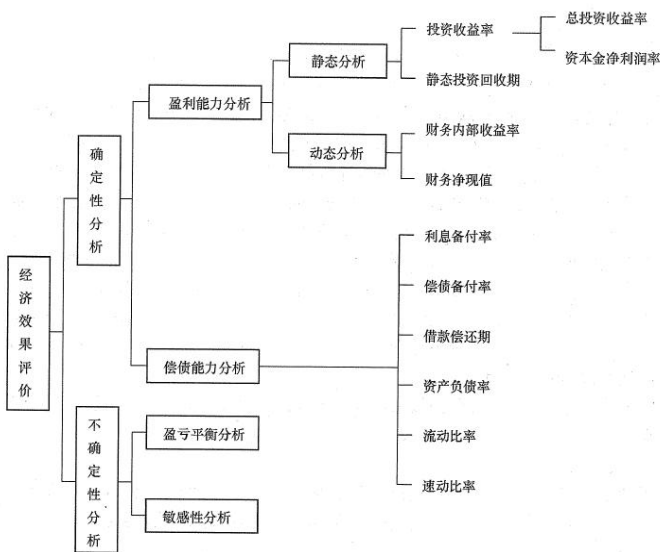 经济效果评价
确定性分析
不确定性分析
盈利能力分析
偿债能力分析
盈亏平衡分析
敏感性分析
静态分析
动态分析
投资收益率
静态投资回收期
财务内部收益率
财务净现值
总投资收益率
资本金净利润率
利息备付率
偿债备付率
借款偿还期
资产负债率
流动比率
速动比率